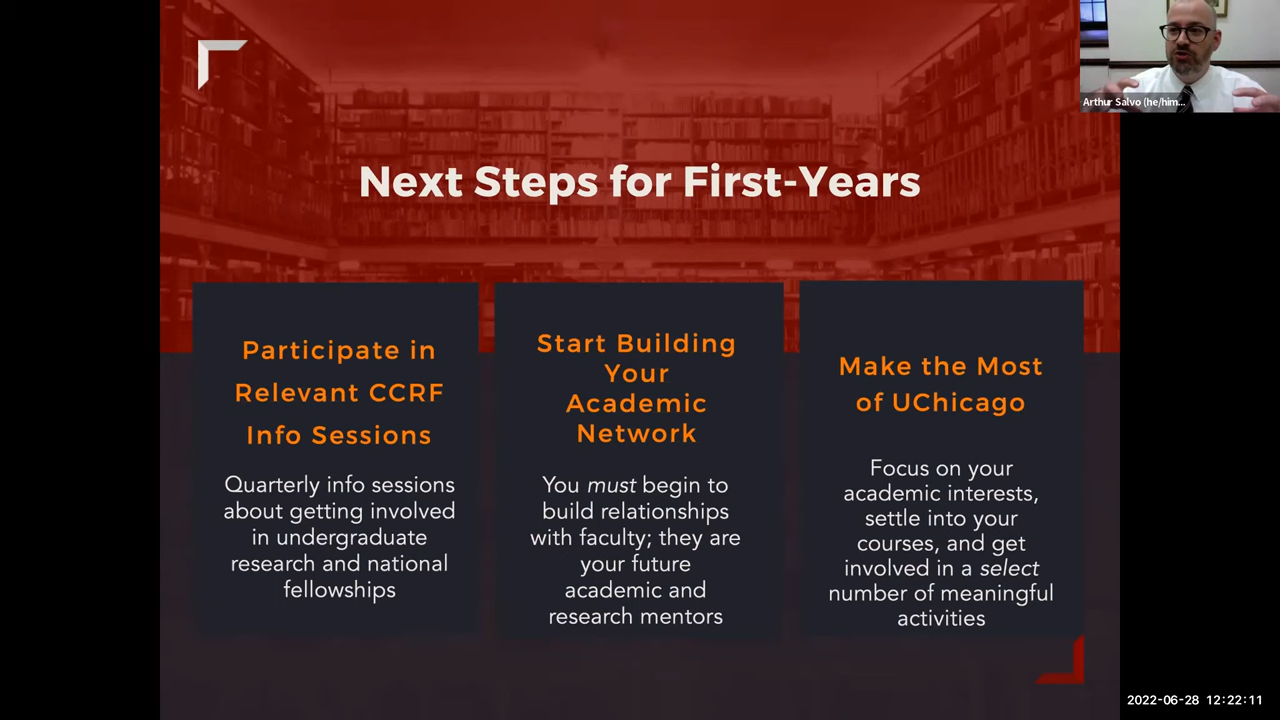 Arthur Salvo (he/him...
Next Steps for First-Years
Participate in
Relevant CCRF
Info Sessions
Quarterly info sessions
about getting involved
in undergraduate
research and national
fellowships
Start Building
Your
Academic
Network
You must begin to
build relationships
with faculty; they are
your future
academic and
research mentors
Make the Most
of UChicago
Focus on your
academic interests,
settle into your
courses, and get
involved in a select
number of meaningful
activities
2022-06-28 12:22:11